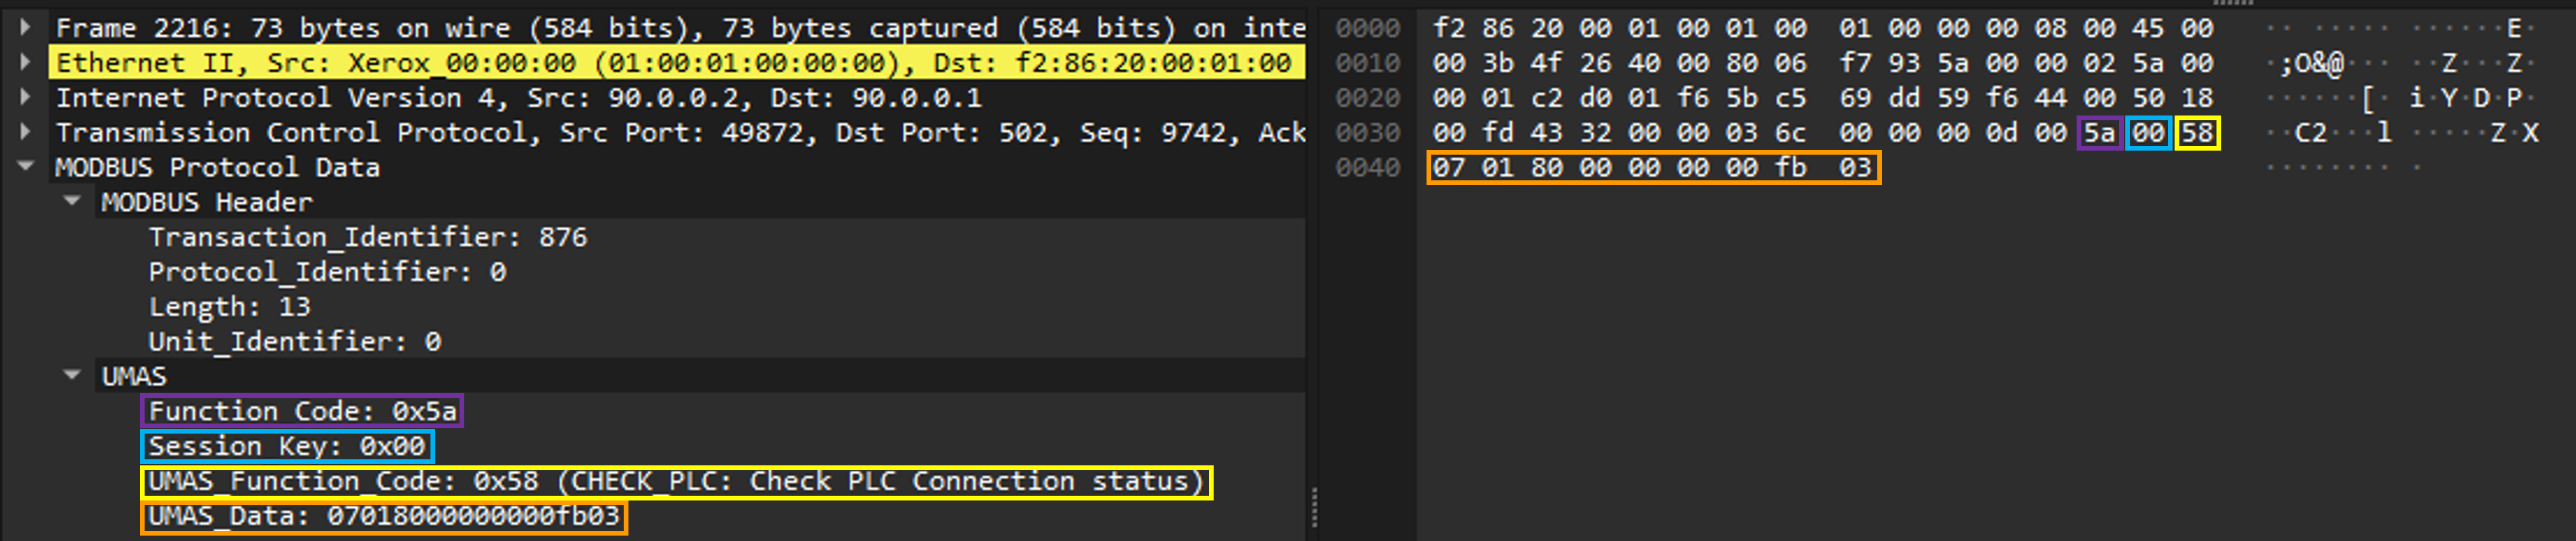 Frame 2216: 73 bytes on wire (584 bits), 73 bytes captured (584 bits) on inte
Ethernet II, Src: Xerox_00:00:00 (01:00:01:00:00:00), Dst: f2:86:20:00:01:00
Internet Protocol Version 4, Src: 90.0.0.2, Dst: 90.0.0.1
Transmission Control Protocol, Src Port: 49872, Dst Port: 502, Seq: 9742, Ack
MODBUS Protocol Data
MODBUS Header
Transaction_Identifier: 876
Protocol_Identifier: 0
Length: 13
Unit_Identifier: 0
UMAS
Function Code: 0x5a
Session Key: 0x00
UMAS_Function_Code: 0x58 (CHECK_PLC: Check PLC Connection status)
UMAS_Data: 07018000000000fb03
0000 f2 86 20 00 01 00 01 00 01 00 00 00 08 00 45 00 ·· ····· ······E·
0010 00 3b 4f 26 40 00 80 06 f7 93 5a 00 00 02 5a 00 ·;O&@··· ··Z···Z·
0020 00 01 c2 d0 01 f6 5b c5 69 dd 59 f6 44 00 50 18 ······[· i·Y·D·P·
0030 00 fd 43 32 00 00 03 6c 00 00 00 0d 00 5a 00 58 ··C2···l ·····Z·X
0040 07 01 80 00 00 00 00 fb 03 ········ ·